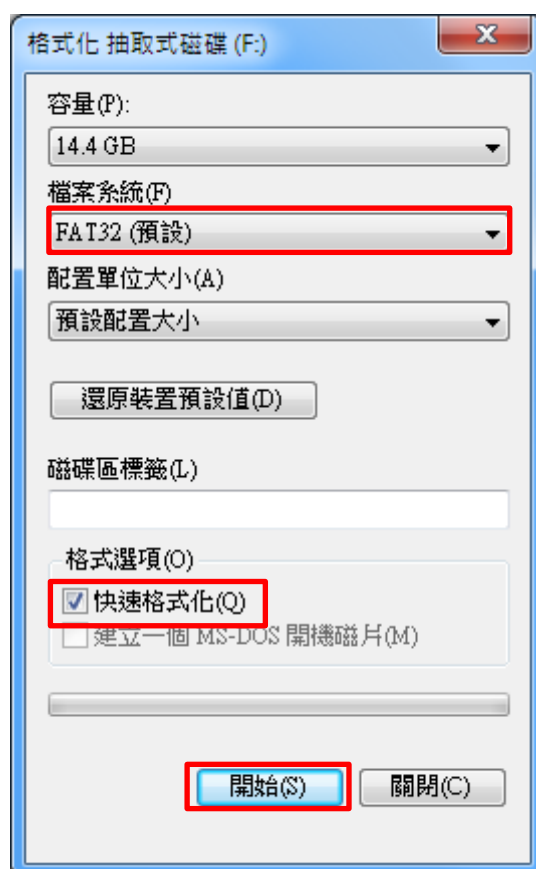 格式化 抽取式磁碟 (F:)
容量(P):
14.4 GB
檔案系統(F)
FAT32 (預設)
配置單位大小(A)
預設配置大小
還原裝置預設值(D)
磁碟區標籤(L)
格式選項(O)
快速格式化(Q)
建立一個 MS-DOS 開機磁片(M)
開始(S)
關閉(C)